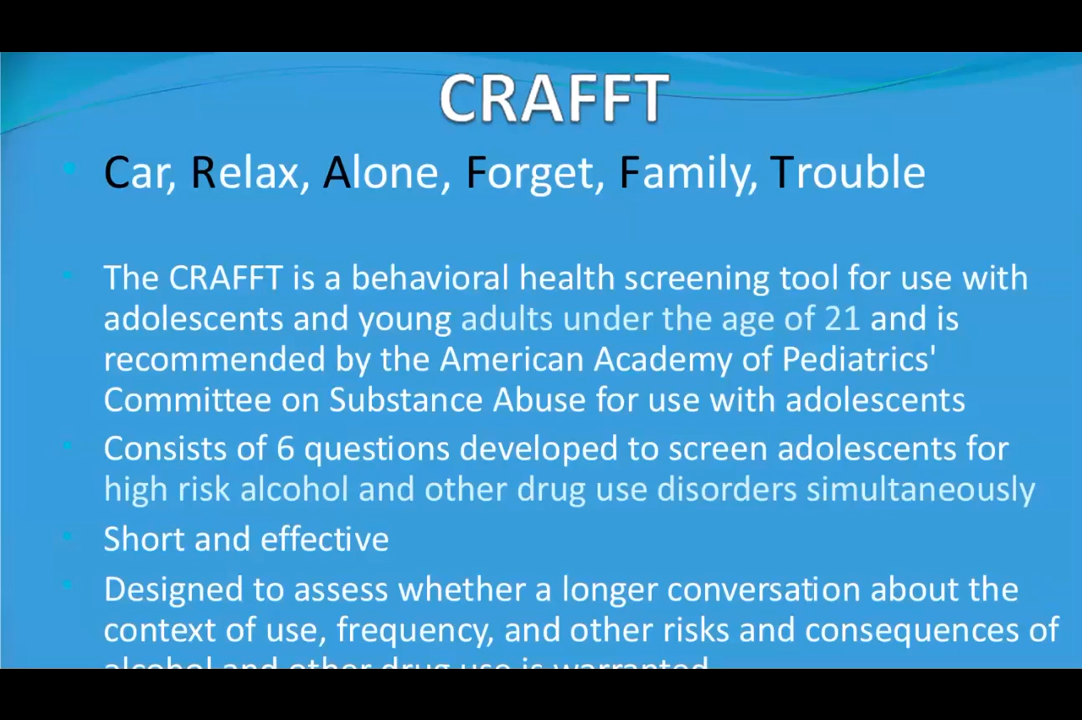 CRAFFT
Car, Relax, Alone, Forget, Family, Trouble
The CRAFFT is a behavioral health screening tool for use with
adolescents and young adults under the age of 21 and is
recommended by the American Academy of Pediatrics'
Committee on Substance Abuse for use with adolescents
Consists of 6 questions developed to screen adolescents for
high risk alcohol and other drug use disorders simultaneously
Short and effective
Designed to assess whether a longer conversation about the
context of use, frequency, and other risks and consequences of
alcohol and other drug use is warranted